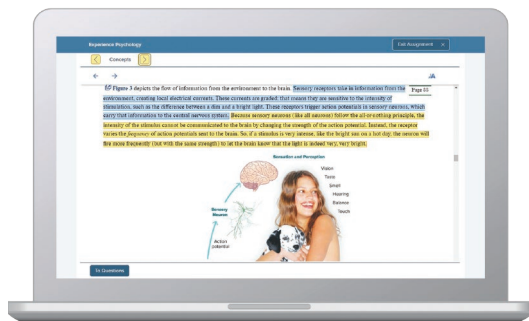 Experience Psychology
Exit Assignment ×
Concepts
Figure 3 depicts the flow of information from the environment to the brain. Sensory receptors take in information from the
Page 83
environment, creating local electrical currents. These currents are graded; that means they are sensitive to the intensity of
stimulation, such as the difference between a dim and a bright light. These receptors trigger action potentials in sensory neurons, which
carry that information to the central nervous system. Because sensory neurons (like all neurons) follow the all-or-nothing principle, the
intensity of the stimulus cannot be communicated to the brain by changing the strength of the action potential. Instead, the receptor
varies the frequency of action potentials sent to the brain. So, if a stimulus is very intense, like the bright sun on a hot day, the neuron will
fire more frequently (but with the same strength) to let the brain know that the light is indeed very, very bright.
Sensation and Perception
Vision
Taste
Smell
Hearing
Balance
Touch
Sensory
Neuron
Action
potential
To Questions